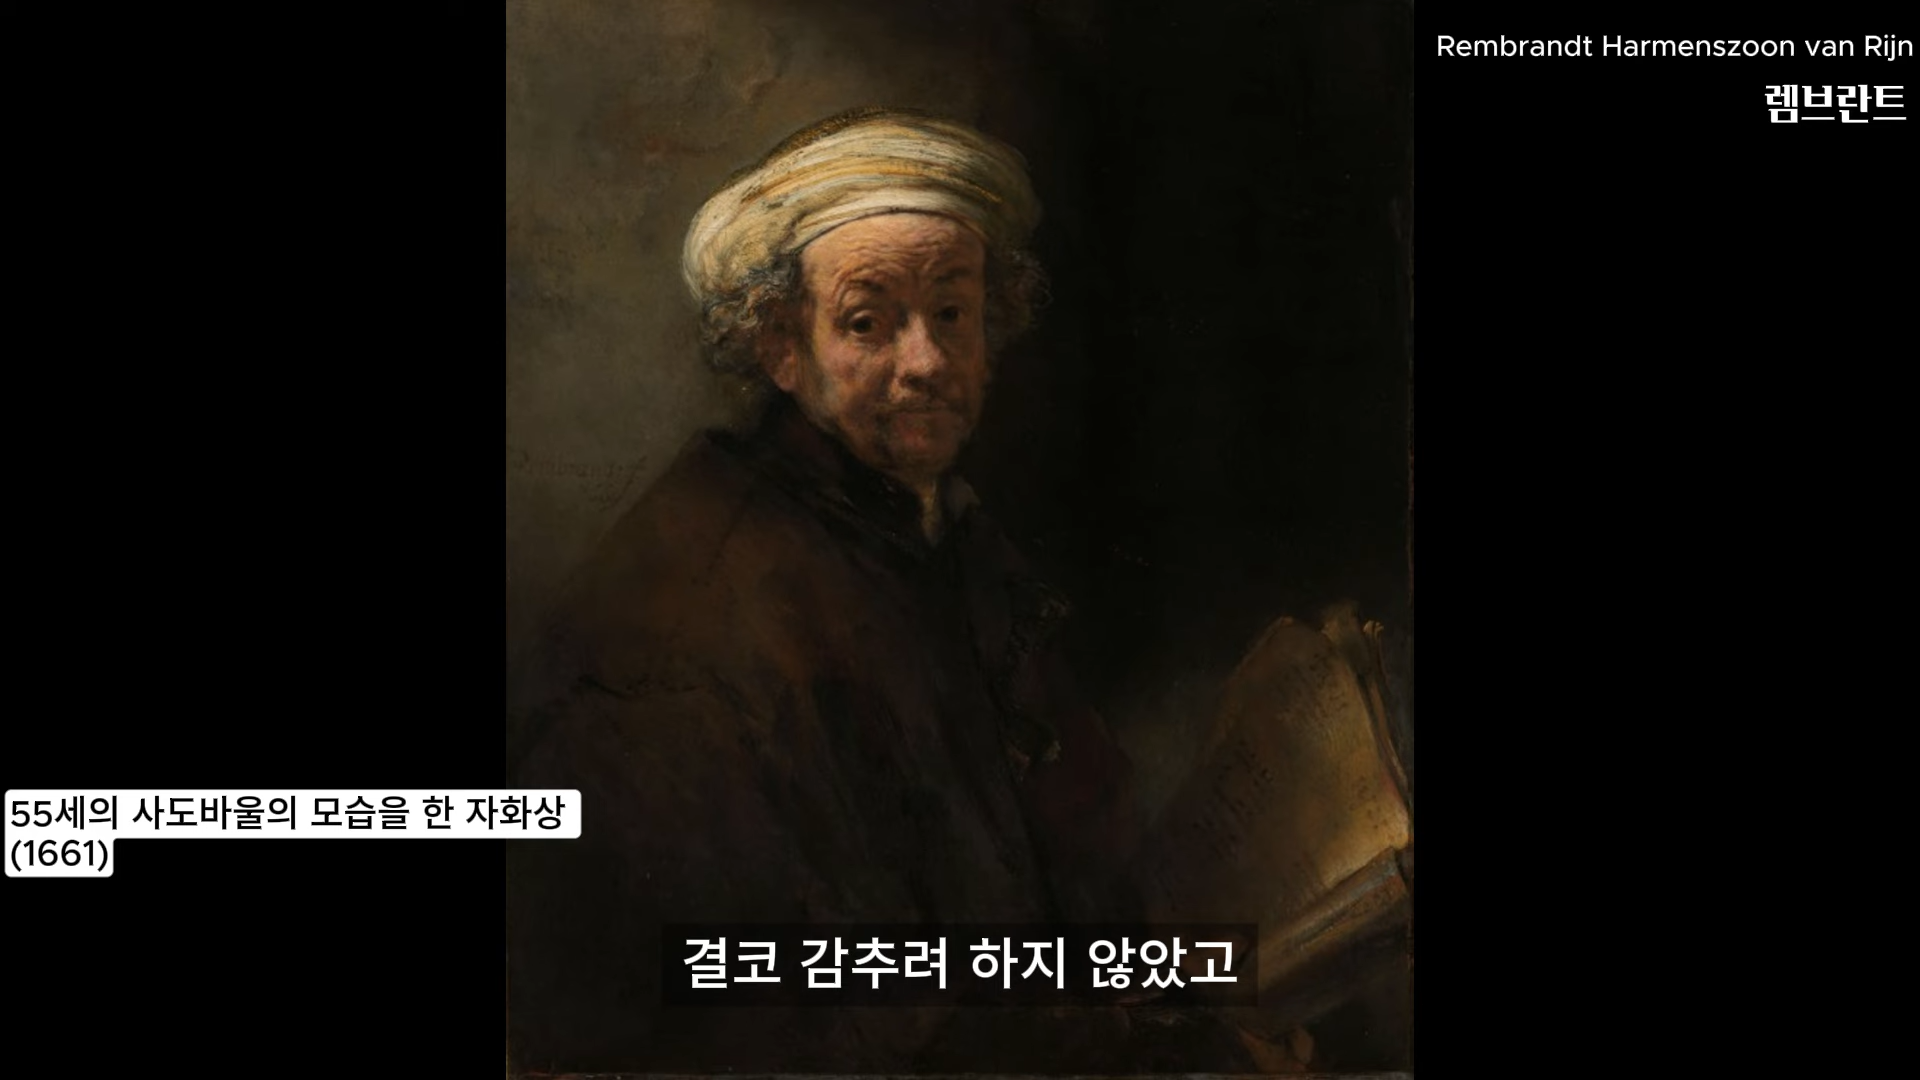 Rembrandt Harmenszoon van Rijn
렘브란트
55세의 사도바울의 모습을 한 자화상
(1661)
결코 감추려 하지 않았고